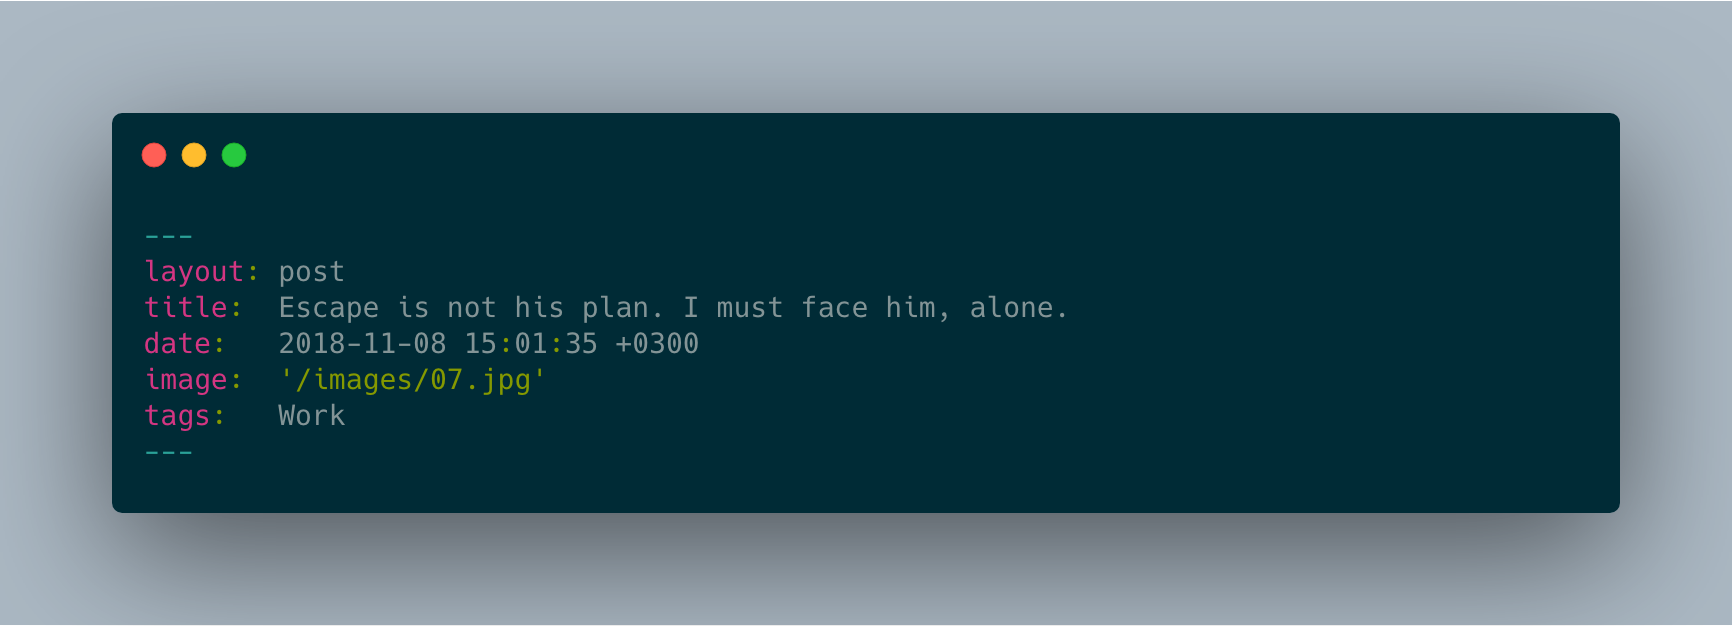 ---
layout: post
title:  Escape is not his plan. I must face him, alone.
date:   2018-11-08 15:01:35 +0300
image:  '/images/07.jpg'
tags:   Work
---